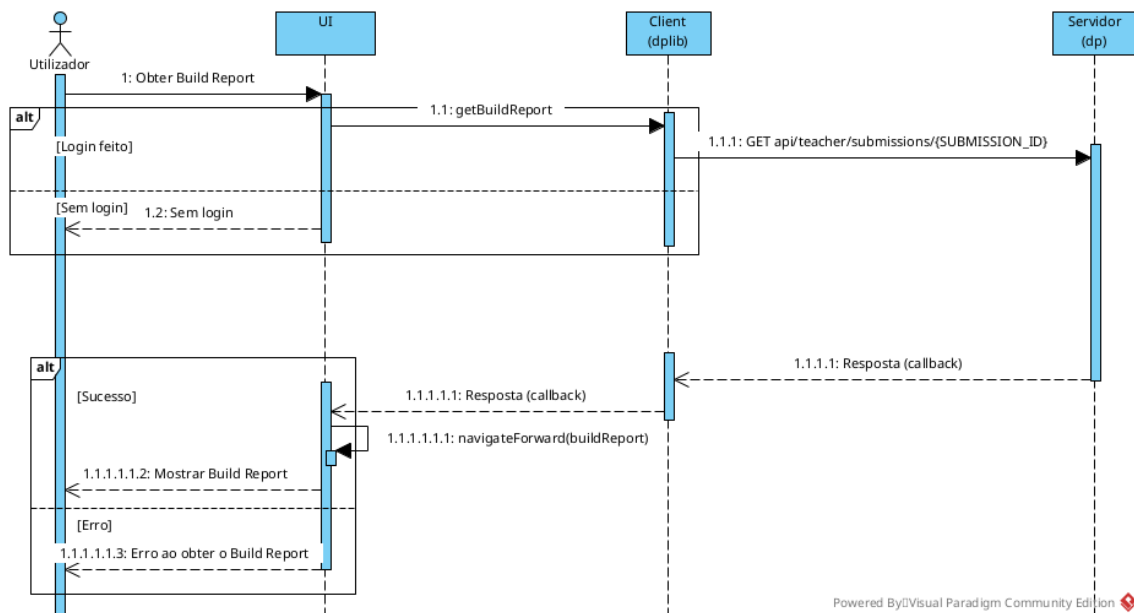 UI
Client
(dplib)
Servidor
(dp)
Utilizador
1: Obter Build Report
alt
1.1: getBuildReport
[Login feito]
1.1.1: GET api/teacher/submissions/{SUBMISSION_ID}
[Sem login]
1.2: Sem login
alt
1.1.1.1: Resposta (callback)
[Sucesso]
1.1.1.1.1: Resposta (callback)
1.1.1.1.1.1: navigateForward(buildReport)
1.1.1.1.1.2: Mostrar Build Report
[Erro]
1.1.1.1.1.3: Erro ao obter o Build Report
Powered By Visual Paradigm Community Edition